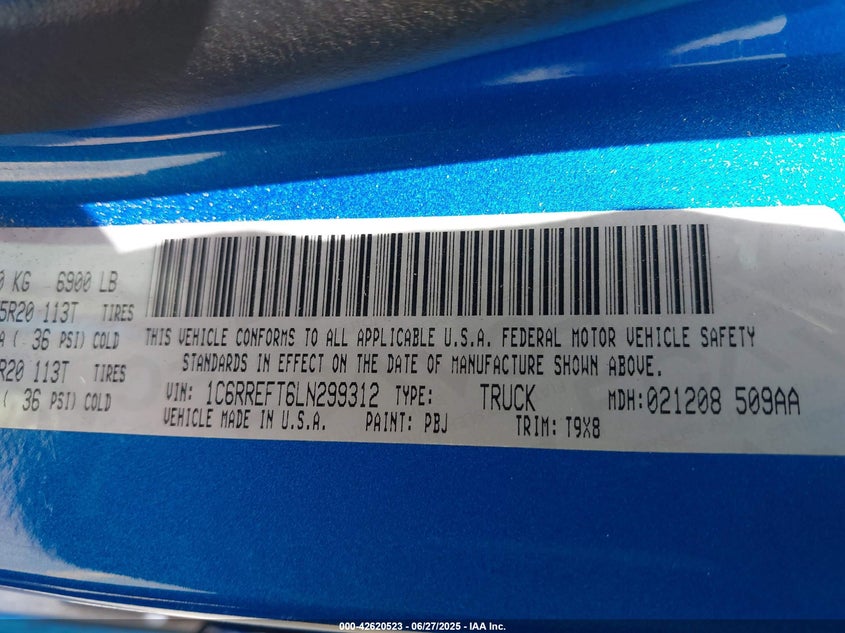 0 KG 6900 LB
5R20 113T TIRES
( 36 PSI) COLD
R20 113T TIRES
( 36 PSI) COLD
THIS VEHICLE CONFORMS TO ALL APPLICABLE U.S.A. FEDERAL MOTOR VEHICLE SAFETY
STANDARDS IN EFFECT ON THE DATE OF MANUFACTURE SHOWN ABOVE.
VIN: 1C6RREFT6LN299312 TYPE: TRUCK MDH:021208 509AA
VEHICLE MADE IN U.S.A. PAINT: PBJ TRIM: T9X8
000-42620523 - 06/27/2025 - IAA Inc.